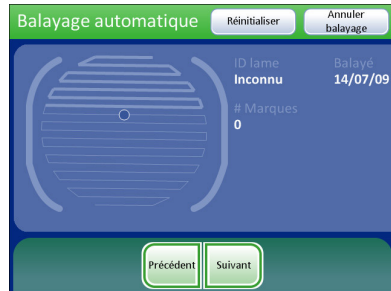 Balayage automatique
Réinitialiser
Annuler
balayage
ID lame
Balayé
Inconnu
14/07/09
# Marques
0
Précédent
Suivant